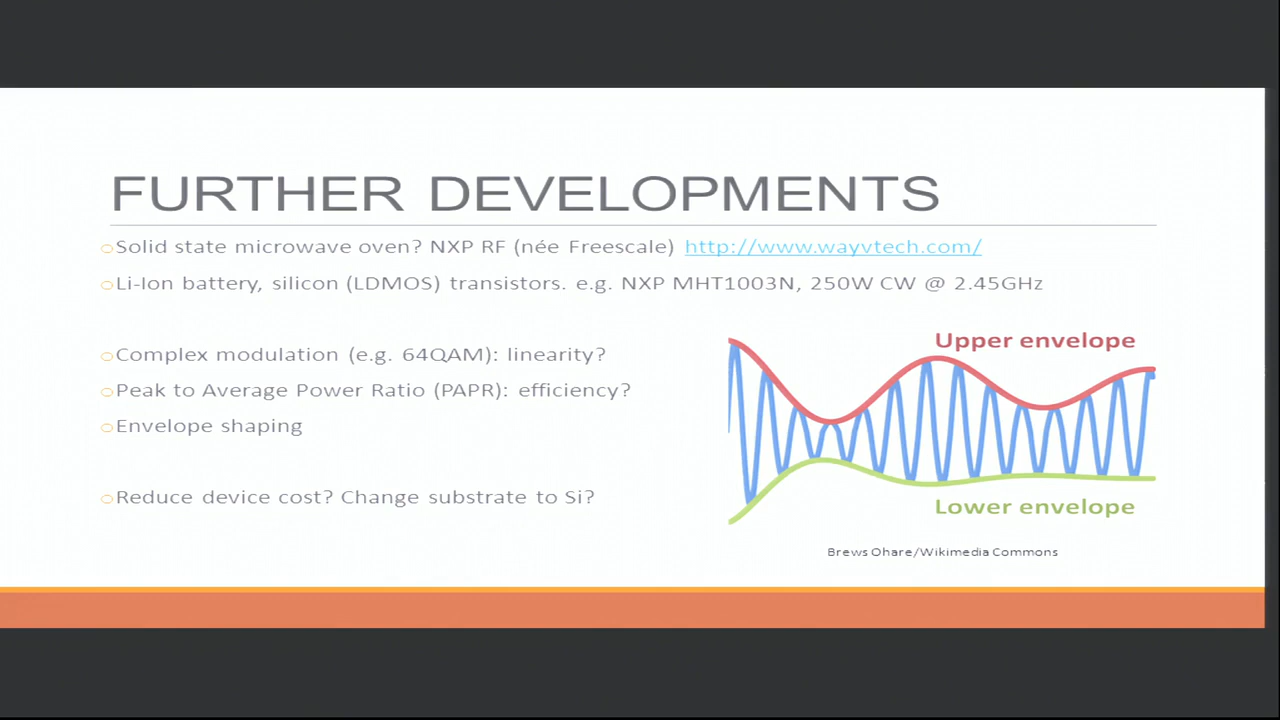 FURTHER DEVELOPMENTS
Solid state microwave oven? NXP RF (née Freescale) http://www.wayvtech.com/
Li-Ion battery, silicon (LDMOS) transistors. e.g. NXP MHT1003N, 250W CW @ 2.45GHz
Complex modulation (e.g. 64QAM): linearity?
Peak to Average Power Ratio (PAPR): efficiency?
Envelope shaping
Reduce device cost? Change substrate to Si?
Upper envelope
Lower envelope
Brews Ohare/Wikimedia Commons